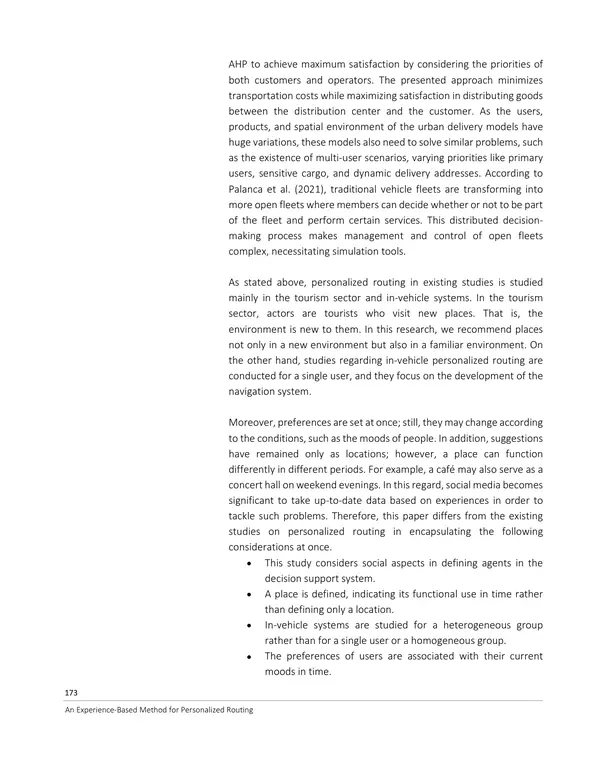 AHP to achieve maximum satisfaction by considering the priorities of
both customers and operators. The presented approach minimizes
transportation costs while maximizing satisfaction in distributing goods
between the distribution center and the customer. As the users,
products, and spatial environment of the urban delivery models have
huge variations, these models also need to solve similar problems, such
as the existence of multi-user scenarios, varying priorities like primary
users, sensitive cargo, and dynamic delivery addresses. According to
Palanca et al. (2021), traditional vehicle fleets are transforming into
more open fleets where members can decide whether or not to be part
of the fleet and perform certain services. This distributed decision-
making process makes management and control of open fleets
complex, necessitating simulation tools.

As stated above, personalized routing in existing studies is studied
mainly in the tourism sector and in-vehicle systems. In the tourism
sector, actors are tourists who visit new places. That is, the
environment is new to them. In this research, we recommend places
not only in a new environment but also in a familiar environment. On
the other hand, studies regarding in-vehicle personalized routing are
conducted for a single user, and they focus on the development of the
navigation system.

Moreover, preferences are set at once; still, they may change according
to the conditions, such as the moods of people. In addition, suggestions
have remained only as locations; however, a place can function
differently in different periods. For example, a café may also serve as a
concert hall on weekend evenings. In this regard, social media becomes
significant to take up-to-date data based on experiences in order to
tackle such problems. Therefore, this paper differs from the existing
studies on personalized routing in encapsulating the following
considerations at once.
• This study considers social aspects in defining agents in the
decision support system.
• A place is defined, indicating its functional use in time rather
than defining only a location.
• In-vehicle systems are studied for a heterogeneous group
rather than for a single user or a homogeneous group.
• The preferences of users are associated with their current
moods in time.
173
An Experience-Based Method for Personalized Routing